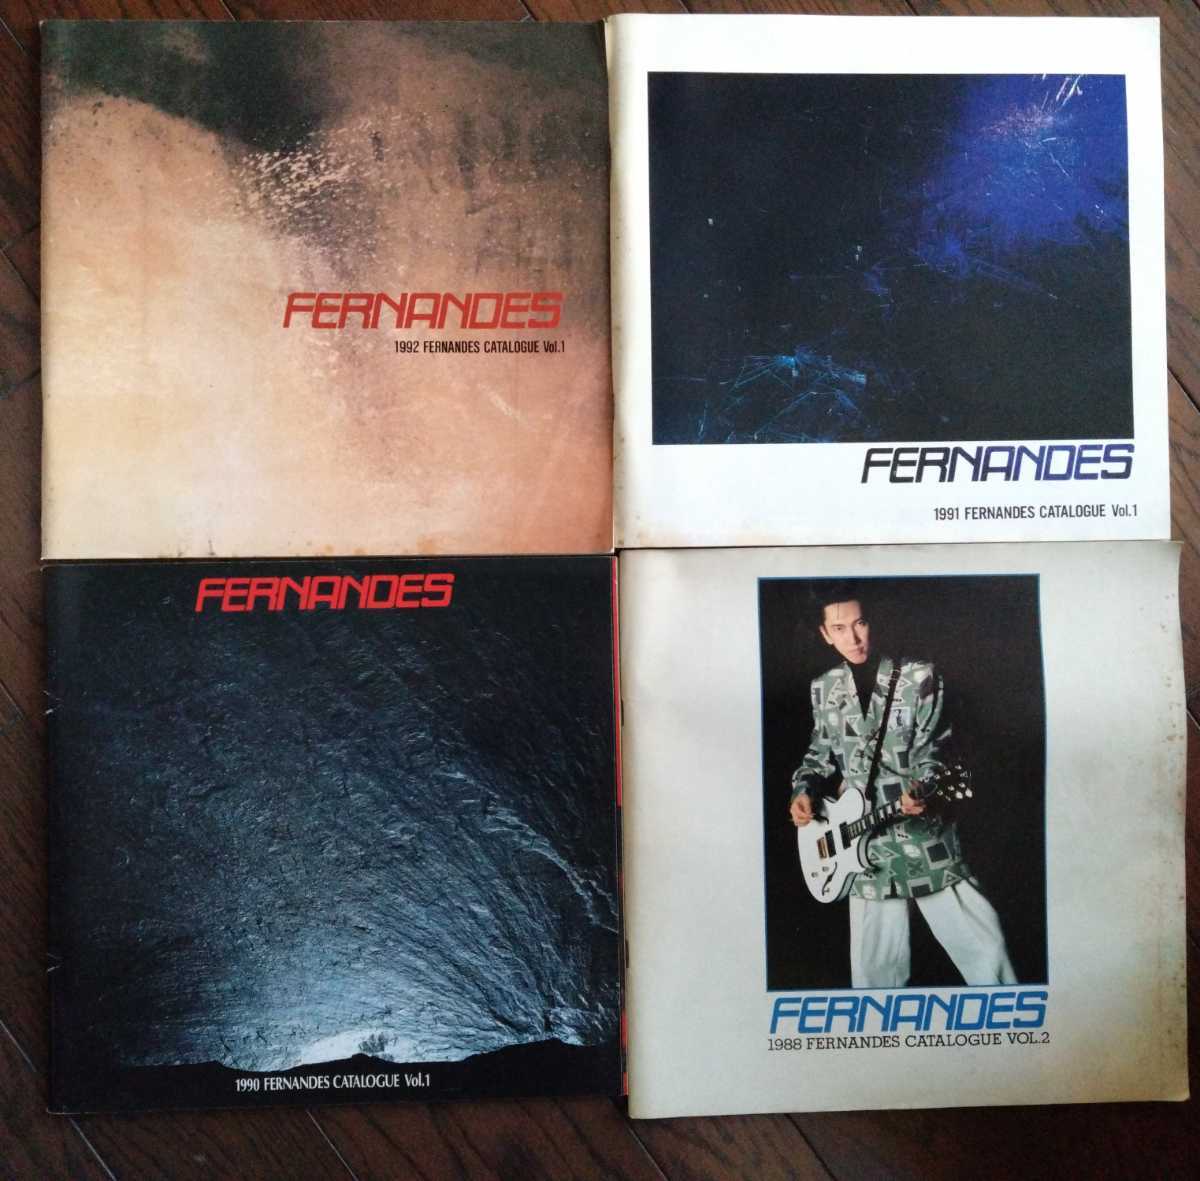 FERNANDES
1992 FERNANDES CATALOGUE Vol.1
FERNANDES
1991 FERNANDES CATALOGUE Vol.1
FERNANDES
1990 FERNANDES CATALOGUE Vol.1
FERNANDES
1988 FERNANDES CATALOGUE VOL.2